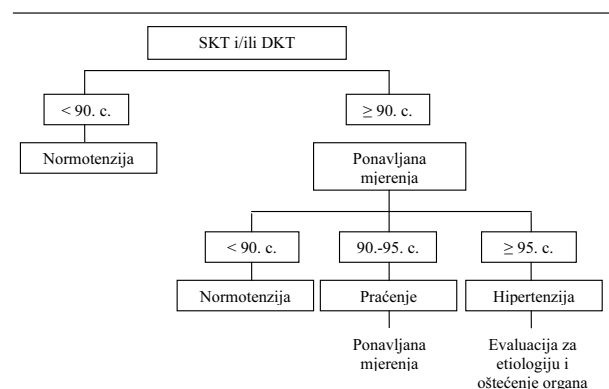 SKT i/ili DKT
< 90. c.
≥ 90. c.
Normotenzija
Ponavljana
mjerenja
< 90. c.
90.-95. c.
≥ 95. c.
Normotenzija
Praćenje
Hipertenzija
Ponavljana
mjerenja
Evaluacija za
etiologiju i
oštećenje organa